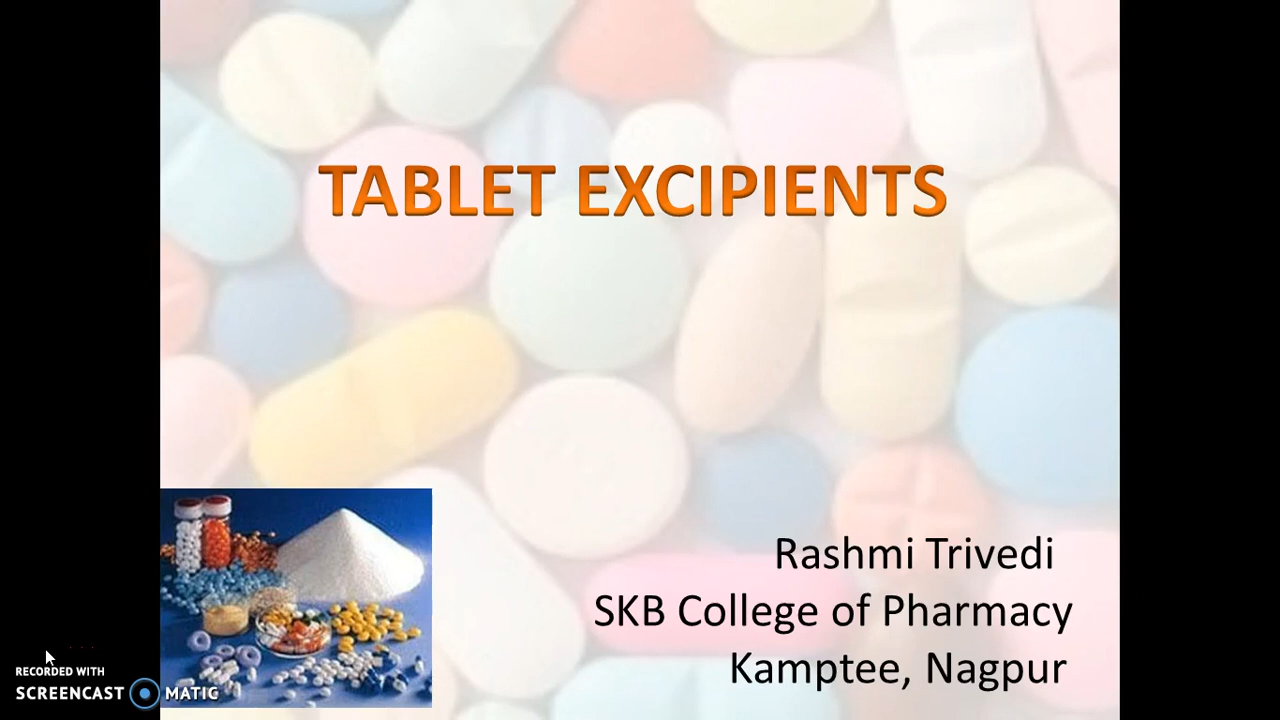 TABLET EXCIPIENTS
Rashmi Trivedi
SKB College of Pharmacy
Kamptee, Nagpur
RECORDED WITH
SCREENCAST MATIC